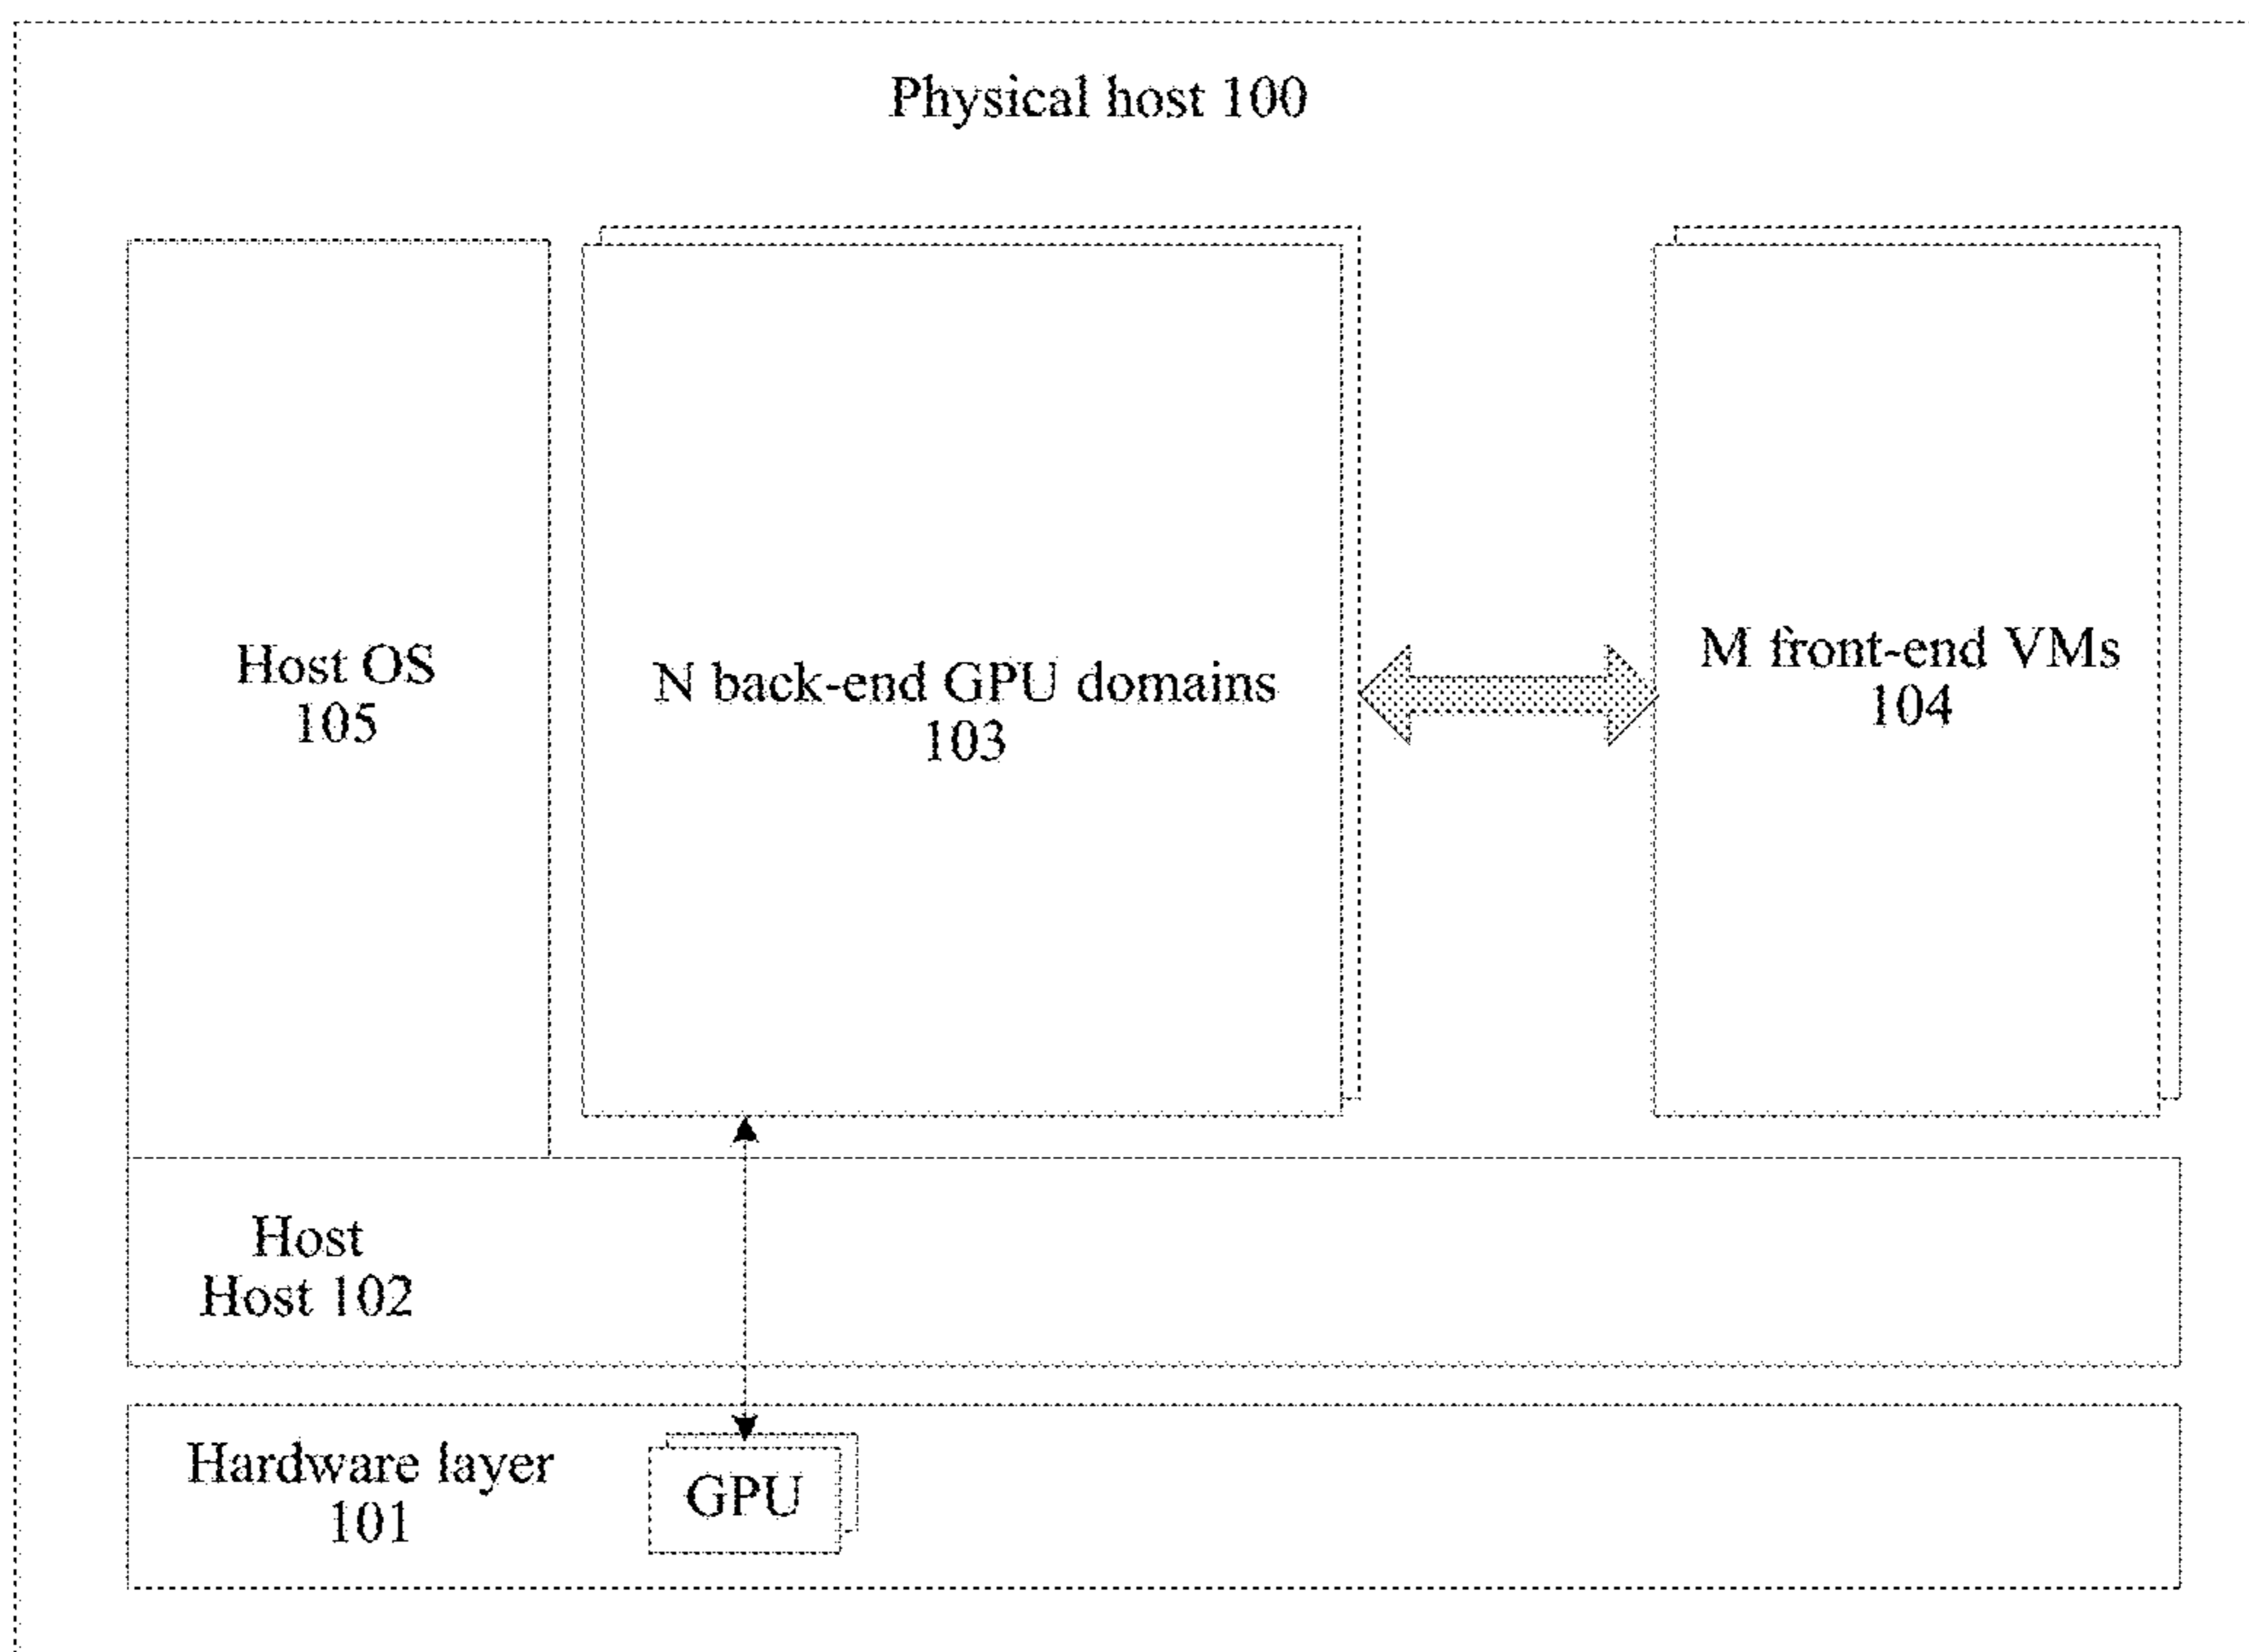 Physical host 100
Host OS
105
N back-end GPU domains
103
M front-end VMs
104
Host
Host 102
Hardware layer
101
GPU